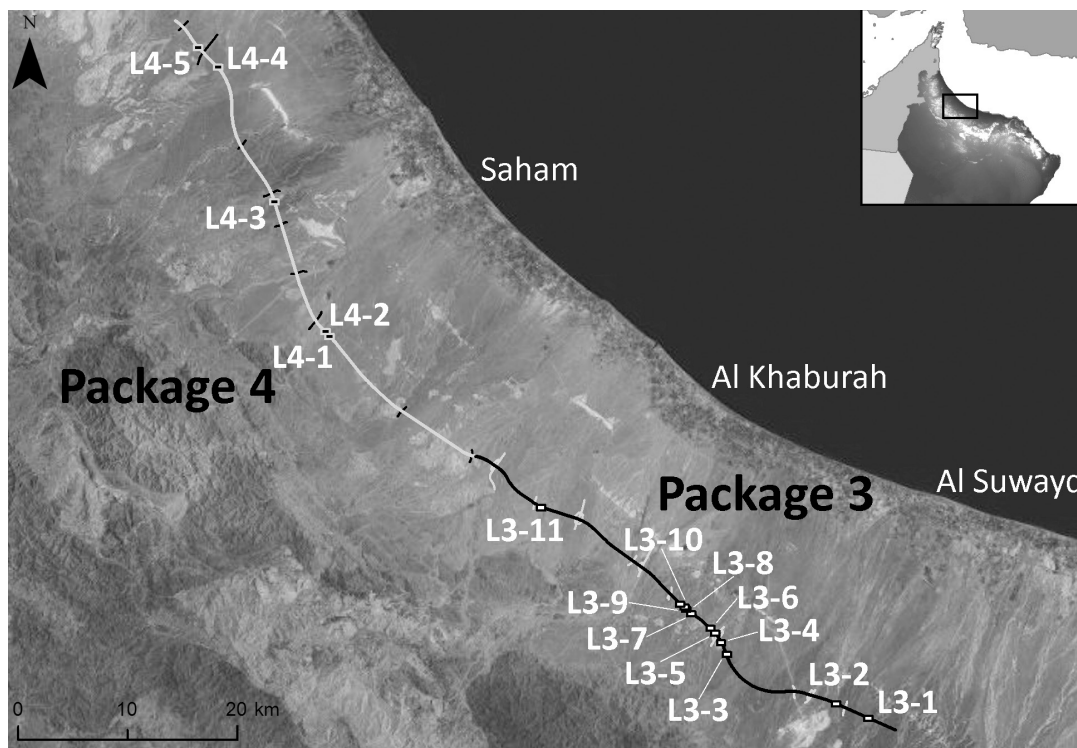 N
L4-5
L4-4
Saham
L4-3
L4-2
L4-1
Package 4
Al Khaburah
Package 3
Al Suwayq
L3-11
L3-10
L3-8
L3-9
L3-6
L3-7
L3-4
L3-5
L3-3
L3-2
L3-1
0 10 20 km